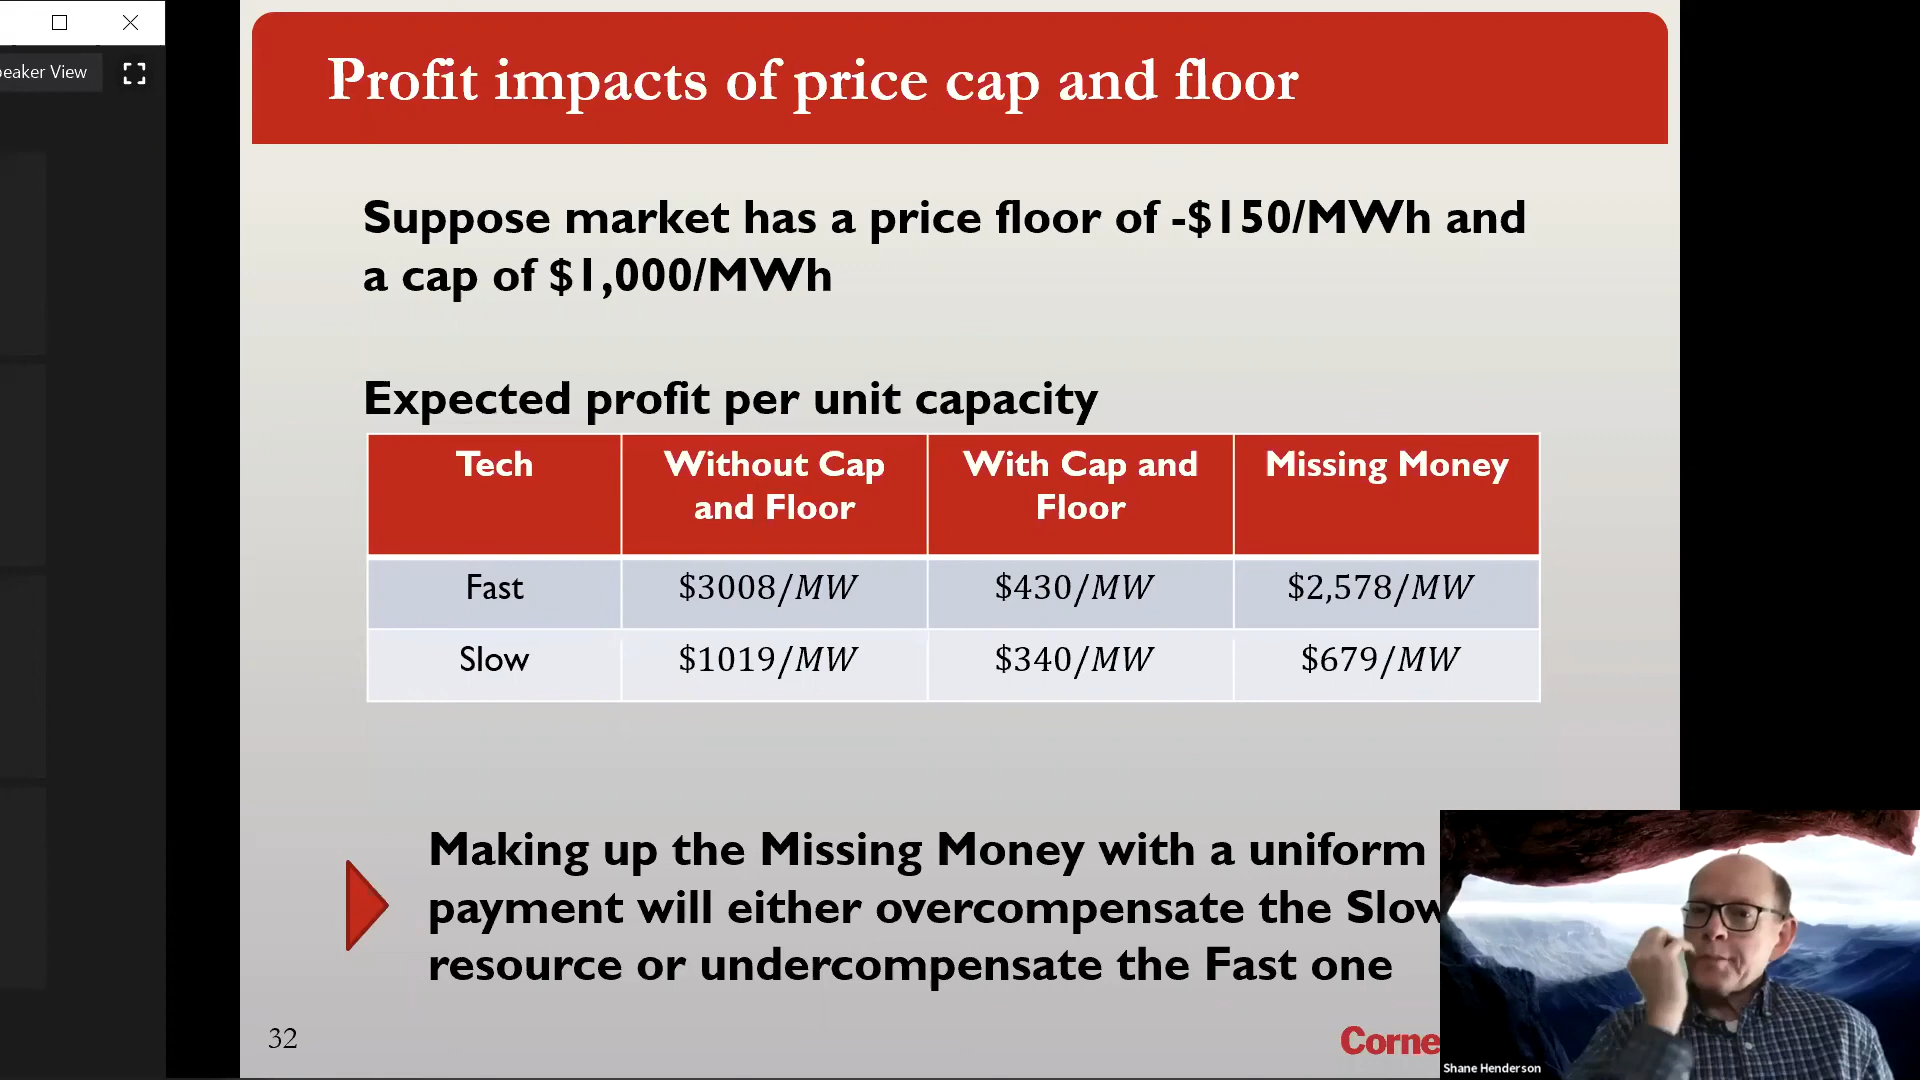 eaker View
Profit impacts of price cap and floor
Suppose market has a price floor of -$150/MWh and
a cap of $1,000/MWh
Expected profit per unit capacity
Tech
Without Cap
and Floor
With Cap and
Floor
Missing Money
Fast
$3008/MW
$430/MW
$2,578/MW
Slow
$1019/MW
$340/MW
$679/MW
Making up the Missing Money with a uniform
payment will either overcompensate the Slow
resource or undercompensate the Fast one
32
Corne
Shane Henderson